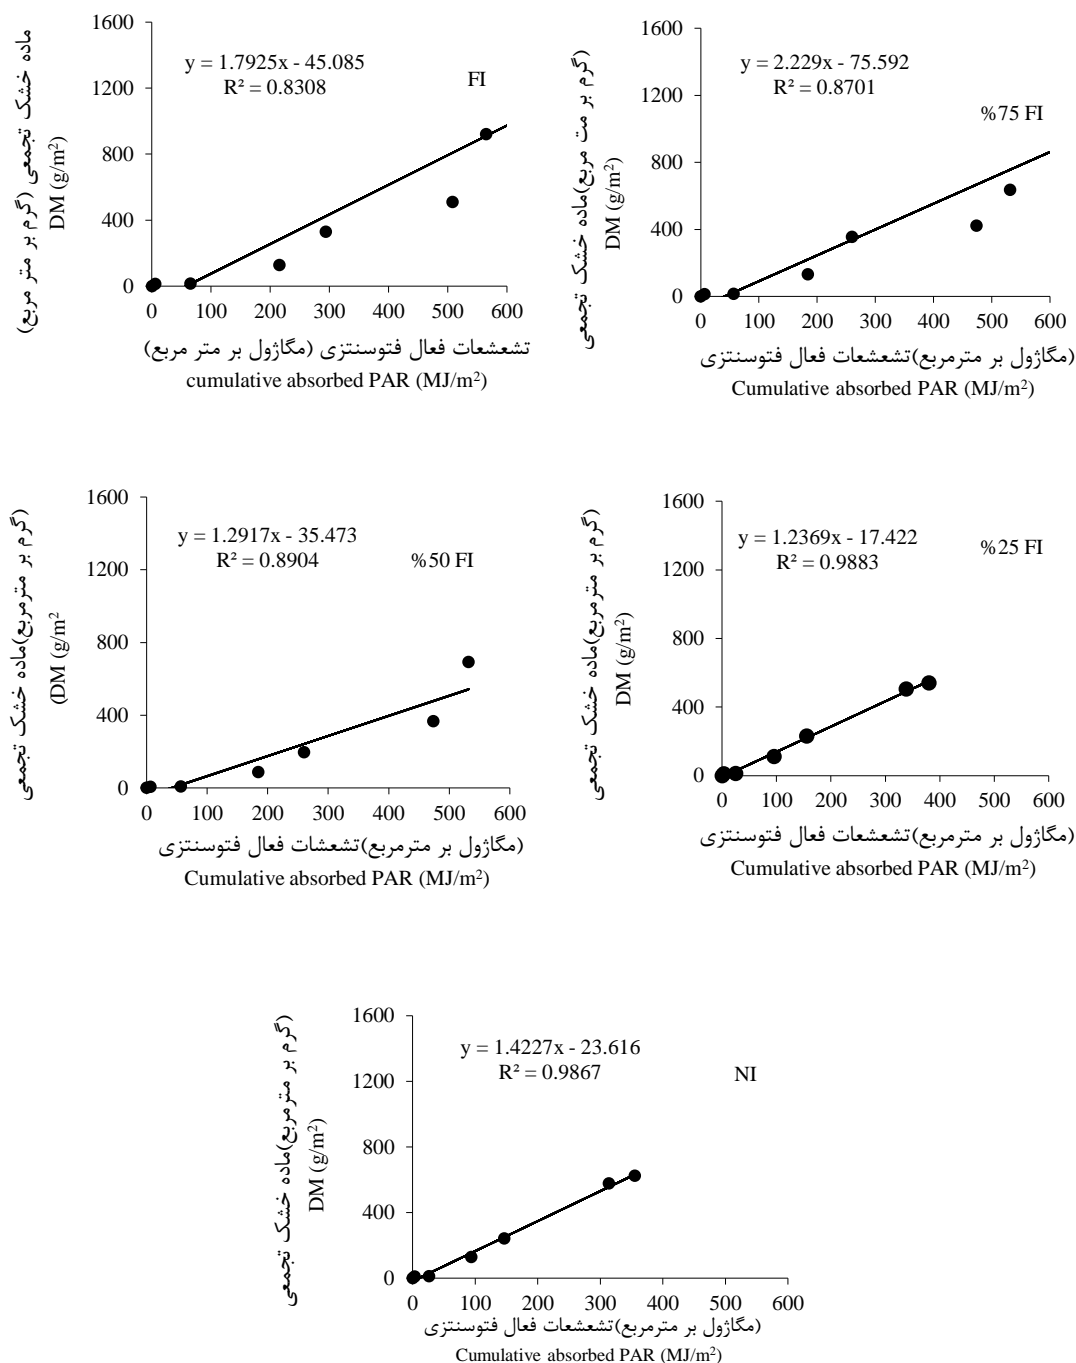 ماده خشک تجمعی (گرم بر متر مربع)
DM (g/m²)
1600
1200
800
400
0
y = 1.7925x - 45.085
R² = 0.8308
FI
0 100 200 300 400 500 600
تشعشعات فعال فتوسنتزی (مگاژول بر متر مربع)
cumulative absorbed PAR (MJ/m²)
ماده خشک تجمعی(گرم بر مت مربع)
DM (g/m²)
1600
1200
800
400
0
y = 2.229x - 75.592
R² = 0.8701
%75 FI
0 100 200 300 400 500 600
تشعشعات فعال فتوسنتزی(مگاژول بر مترمربع)
Cumulative absorbed PAR (MJ/m²)
ماده خشک تجمعی(گرم بر مترمربع)
(DM (g/m²
1600
1200
800
400
0
y = 1.2917x - 35.473
R² = 0.8904
%50 FI
0 100 200 300 400 500 600
تشعشات فعال فتوسنتزی(مگاژول بر مترمربع)
Cumulative absorbed PAR (MJ/m²)
ماده خشک تجمعی(گرم بر مترمربع)
DM (g/m²)
1600
1200
800
400
0
y = 1.2369x - 17.422
R² = 0.9883
%25 FI
0 100 200 300 400 500 600
تشعشعات فعال فتوسنتزی(مگاژول بر مترمربع)
Cumulative absorbed PAR (MJ/m²)
ماده خشک تجمعی(گرم بر مترمربع)
DM (g/m²)
1600
1200
800
400
0
y = 1.4227x - 23.616
R² = 0.9867
NI
0 100 200 300 400 500 600
تشعشعات فعال فتوسنتزی(مگاژول بر مترمربع)
Cumulative absorbed PAR (MJ/m²)